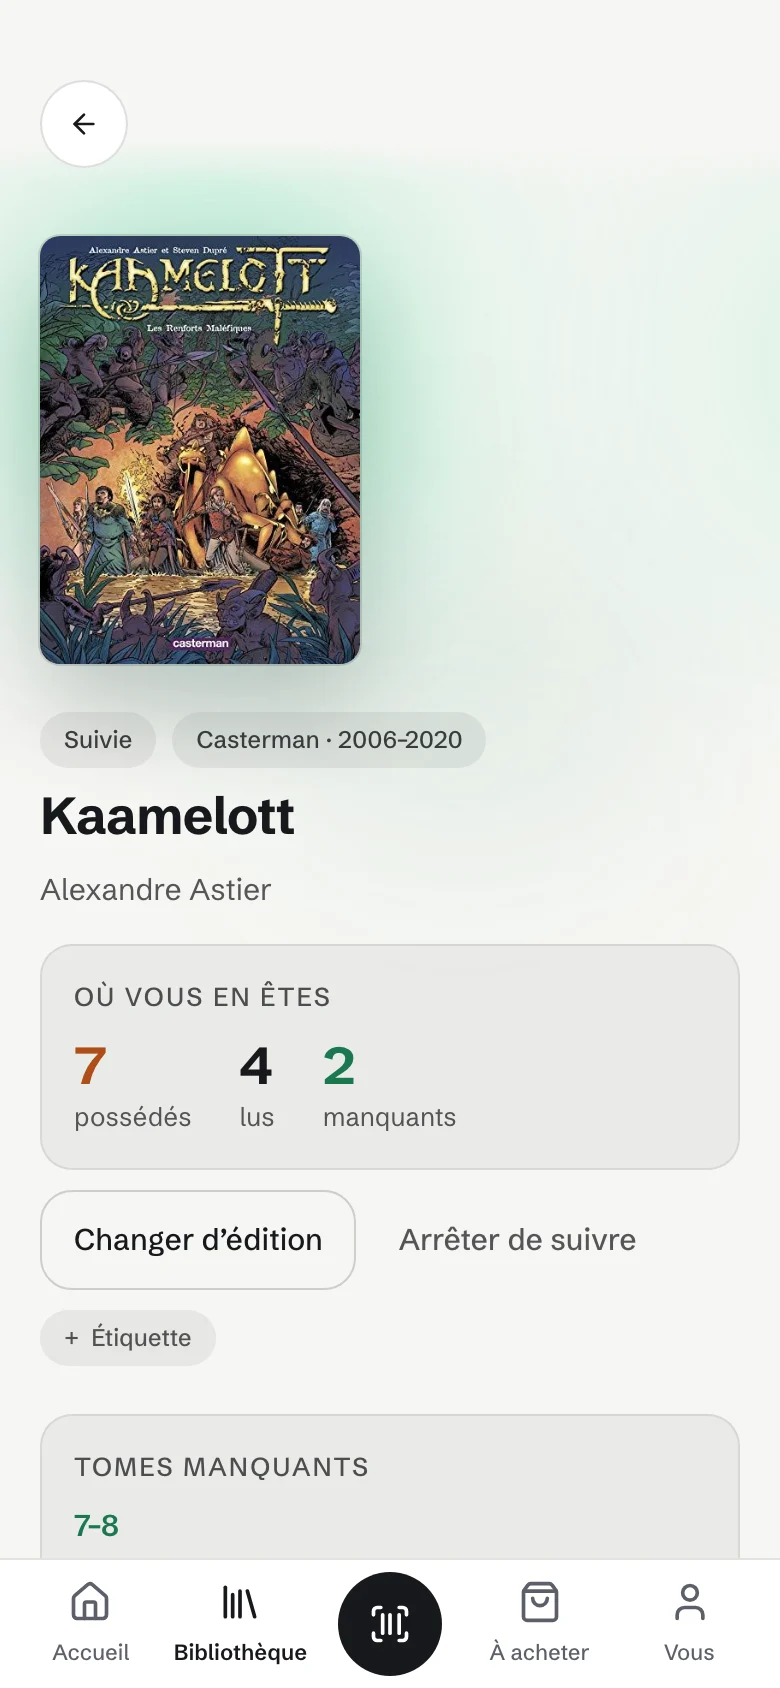 Alexandre Astier et Steven Dupré
KAAMELOTT
Les Renforts Maléfiques
casterman
Suivie
Casterman · 2006-2020
Kaamelott
Alexandre Astier
OÙ VOUS EN ÊTES
7 4 2
possédés lus manquants
Changer d’édition Arrêter de suivre
+ Étiquette
TOMES MANQUANTS
7-8
Accueil Bibliothèque À acheter Vous